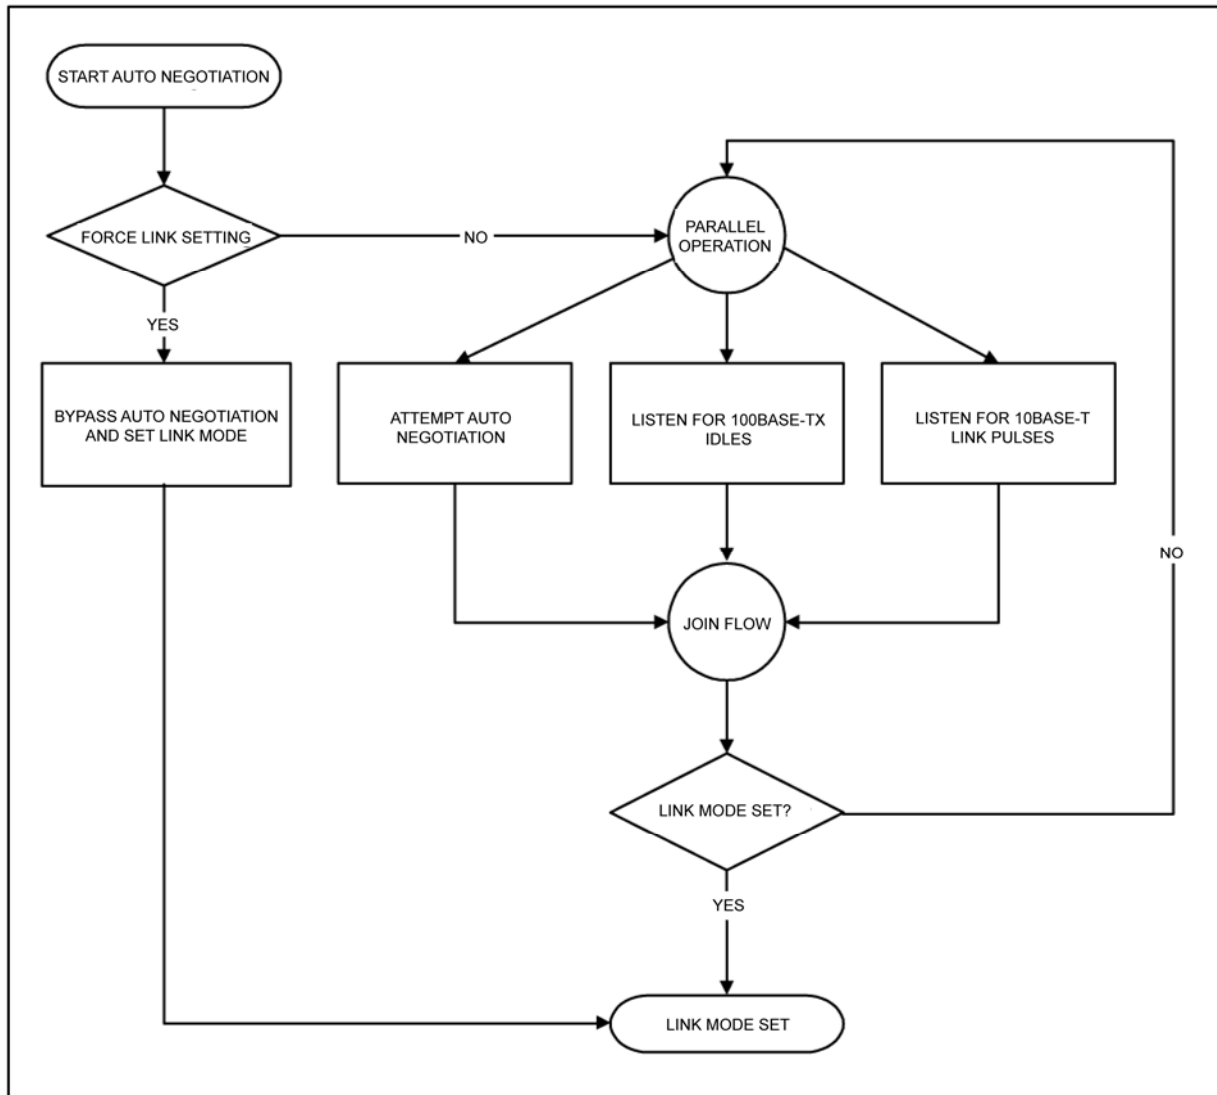 START AUTO NEGOTIATION
FORCE LINK SETTING
NO
PARALLEL
OPERATION
YES
BYPASS AUTO NEGOTIATION
AND SET LINK MODE
ATTEMPT AUTO
NEGOTIATION
LISTEN FOR 100BASE-TX
IDLES
LISTEN FOR 10BASE-T
LINK PULSES
NO
JOIN FLOW
LINK MODE SET?
YES
LINK MODE SET